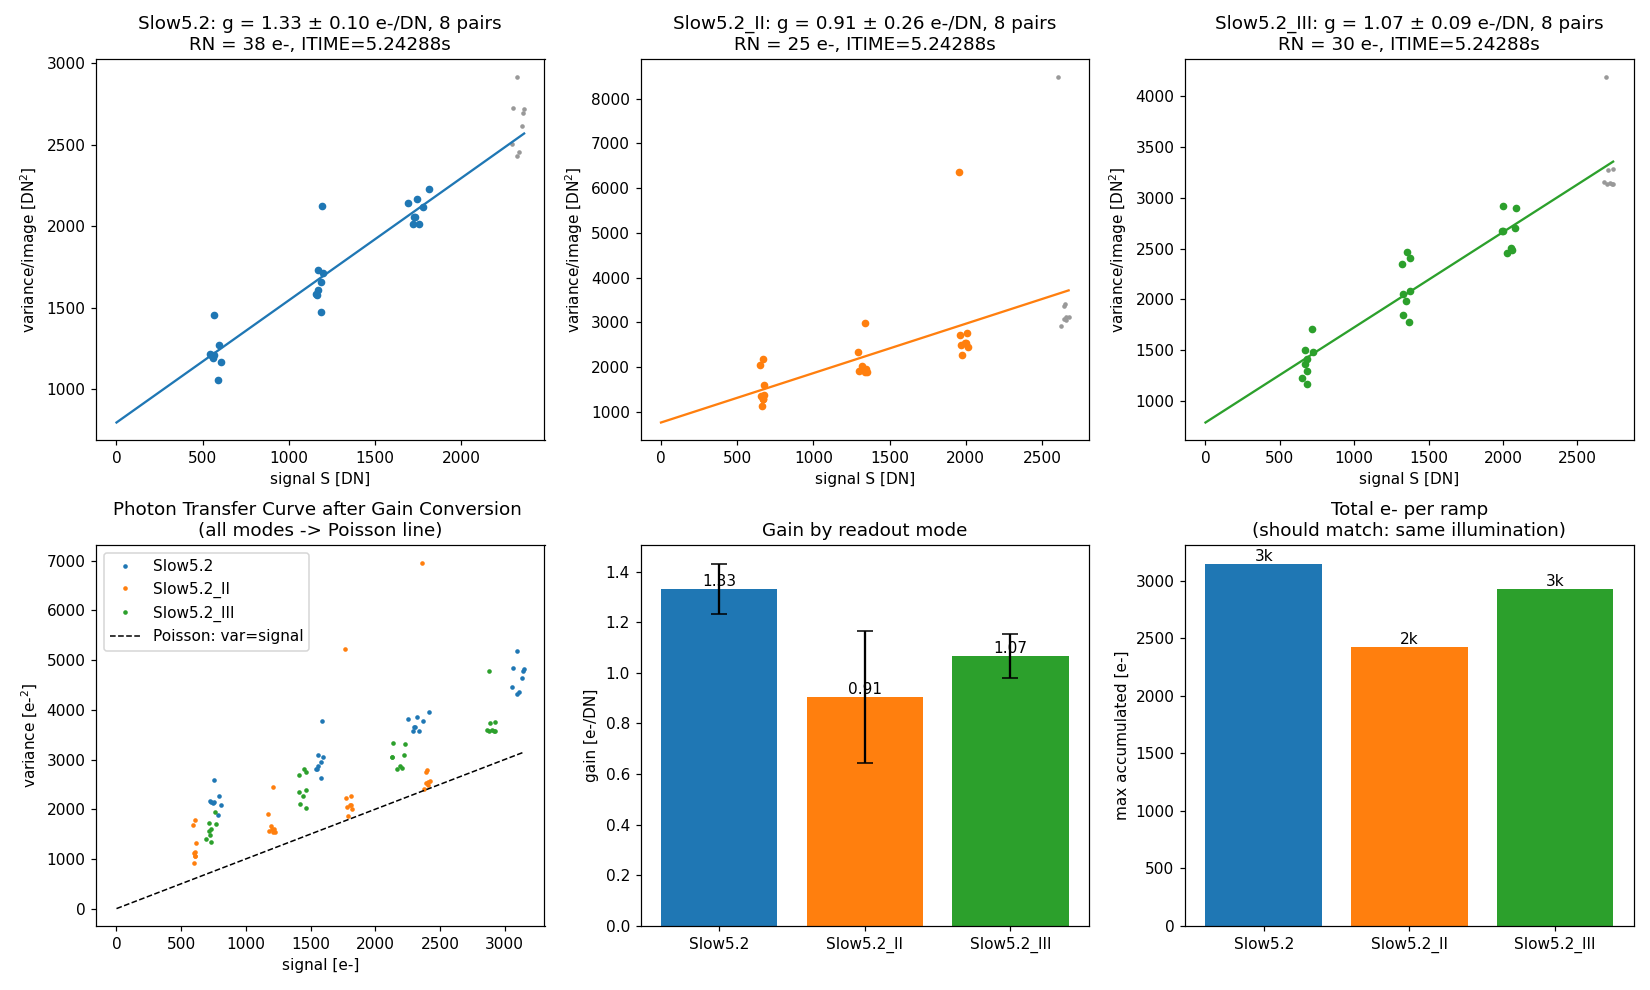 Slow5.2: g = 1.33 ± 0.10 e-/DN, 8 pairs
RN = 38 e-, ITIME=5.24288s
variance/image [DN²]
3000
2500
2000
1500
1000
0 500 1000 1500 2000
signal S [DN]
Slow5.2_II: g = 0.91 ± 0.26 e-/DN, 8 pairs
RN = 25 e-, ITIME=5.24288s
variance/image [DN²]
8000
7000
6000
5000
4000
3000
2000
1000
0 500 1000 1500 2000 2500
signal S [DN]
Slow5.2_III: g = 1.07 ± 0.09 e-/DN, 8 pairs
RN = 30 e-, ITIME=5.24288s
variance/image [DN²]
4000
3500
3000
2500
2000
1500
1000
0 500 1000 1500 2000 2500
signal S [DN]
Photon Transfer Curve after Gain Conversion
(all modes -> Poisson line)
variance [e-²]
7000
6000
5000
4000
3000
2000
1000
0
Slow5.2
Slow5.2_II
Slow5.2_III
Poisson: var=signal
0 500 1000 1500 2000 2500 3000
signal [e-]
Gain by readout mode
gain [e-/DN]
1.4
1.2
1.0
0.8
0.6
0.4
0.2
0.0
1.33
0.91
1.07
Slow5.2 Slow5.2_II Slow5.2_III
Total e- per ramp
(should match: same illumination)
max accumulated [e-]
3000
2500
2000
1500
1000
500
0
3k
2k
3k
Slow5.2 Slow5.2_II Slow5.2_III